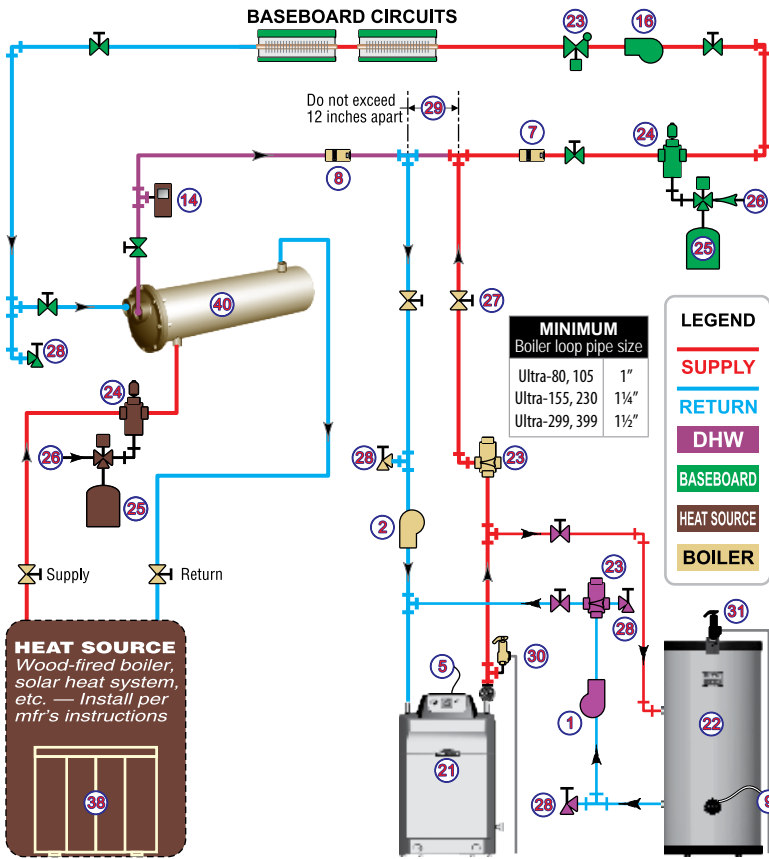 BASEBOARD CIRCUITS
23
16
Do not exceed
12 inches apart
29
7
24
8
14
26
25
40
27
28
MINIMUM
Boiler loop pipe size
Ultra-80, 105 1”
Ultra-155, 230 1¼”
Ultra-299, 399 1½”
LEGEND
SUPPLY
RETURN
DHW
BASEBOARD
HEAT SOURCE
BOILER
24
26
25
28
23
2
Supply
Return
23
28
31
HEAT SOURCE
Wood-fired boiler,
solar heat system,
etc. — Install per
mfr’s instructions
30
5
1
22
21
38
28
9